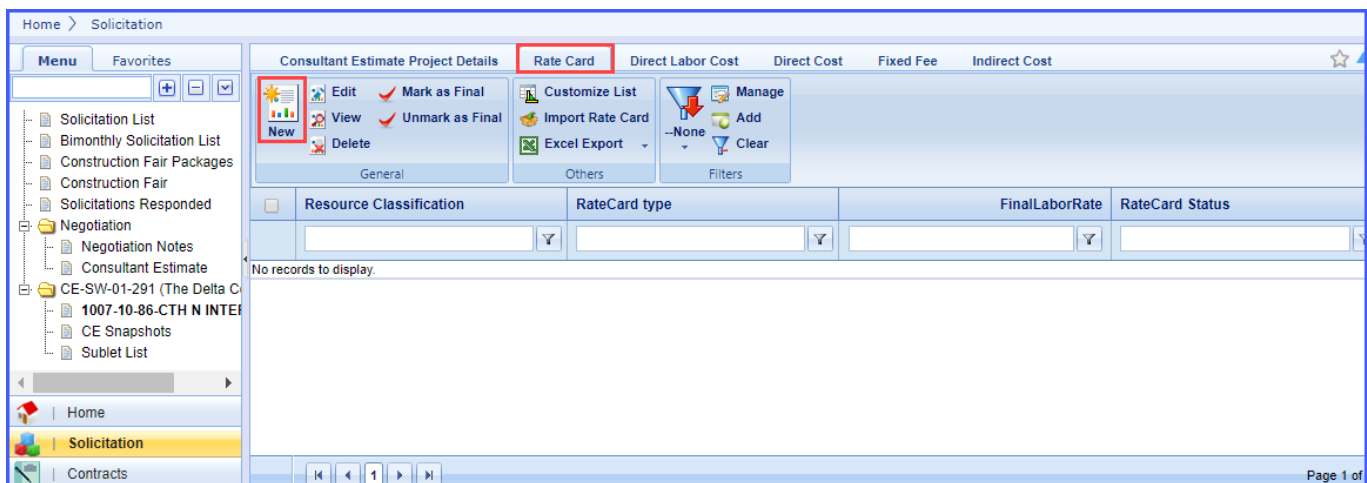 Home > Solicitation
Menu Favorites
Solicitation List
Bimonthly Solicitation List
Construction Fair Packages
Construction Fair
Solicitations Responded
Negotiation
Negotiation Notes
Consultant Estimate
CE-SW-01-291 (The Delta
1007-10-86-CTH N
CE Snapshots
Sublet List
Home
Solicitation
Contracts
Consultant Estimate Project Details Rate Card Direct Labor Cost Direct Cost Fixed Fee Indirect Cost
New
Edit Mark as Final
View Unmark as Final
Delete
General
Customize List
Import Rate Card
Excel Export
Others
--None
Manage
Add
Clear
Filters
Resource Classification RateCard type FinalLaborRate RateCard Status
No records to display.
1 Page 1 of